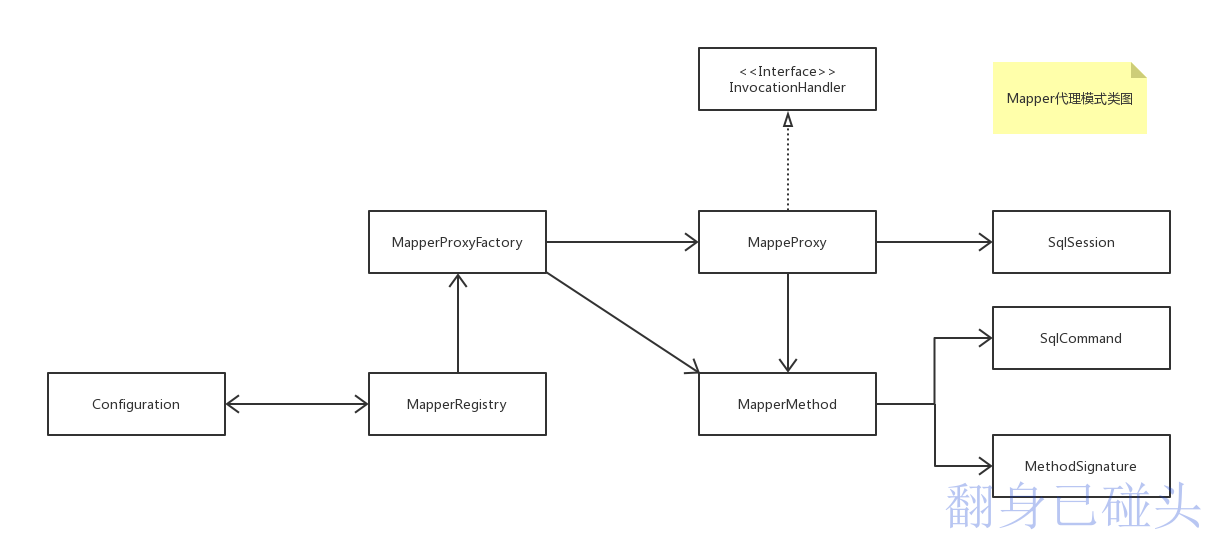 <<Interface>>
InvocationHandler
Mapper代理模式类图
MapperProxyFactory
MappeProxy
SqlSession
SqlCommand
Configuration
MapperRegistry
MapperMethod
MethodSignature
翻身已碰头